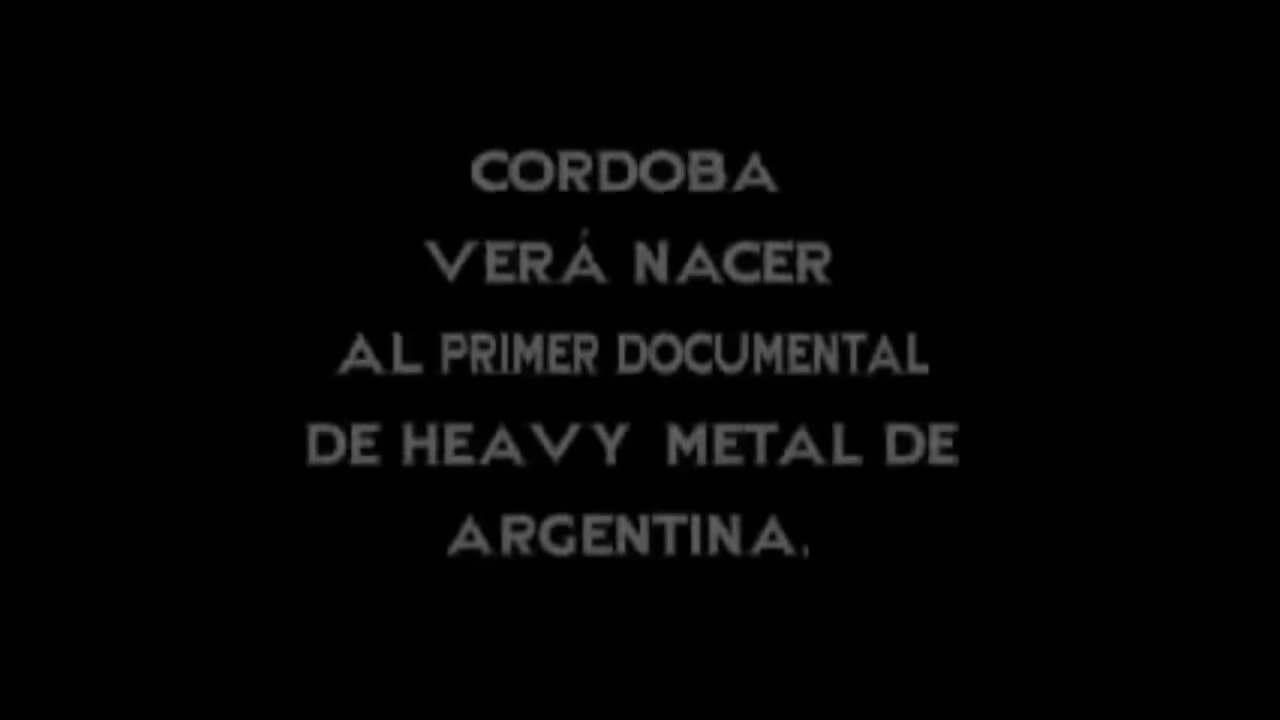 CORDOBA
VERÁ NACER
AL PRIMER DOCUMENTAL
DE HEAVY METAL DE
ARGENTINA.